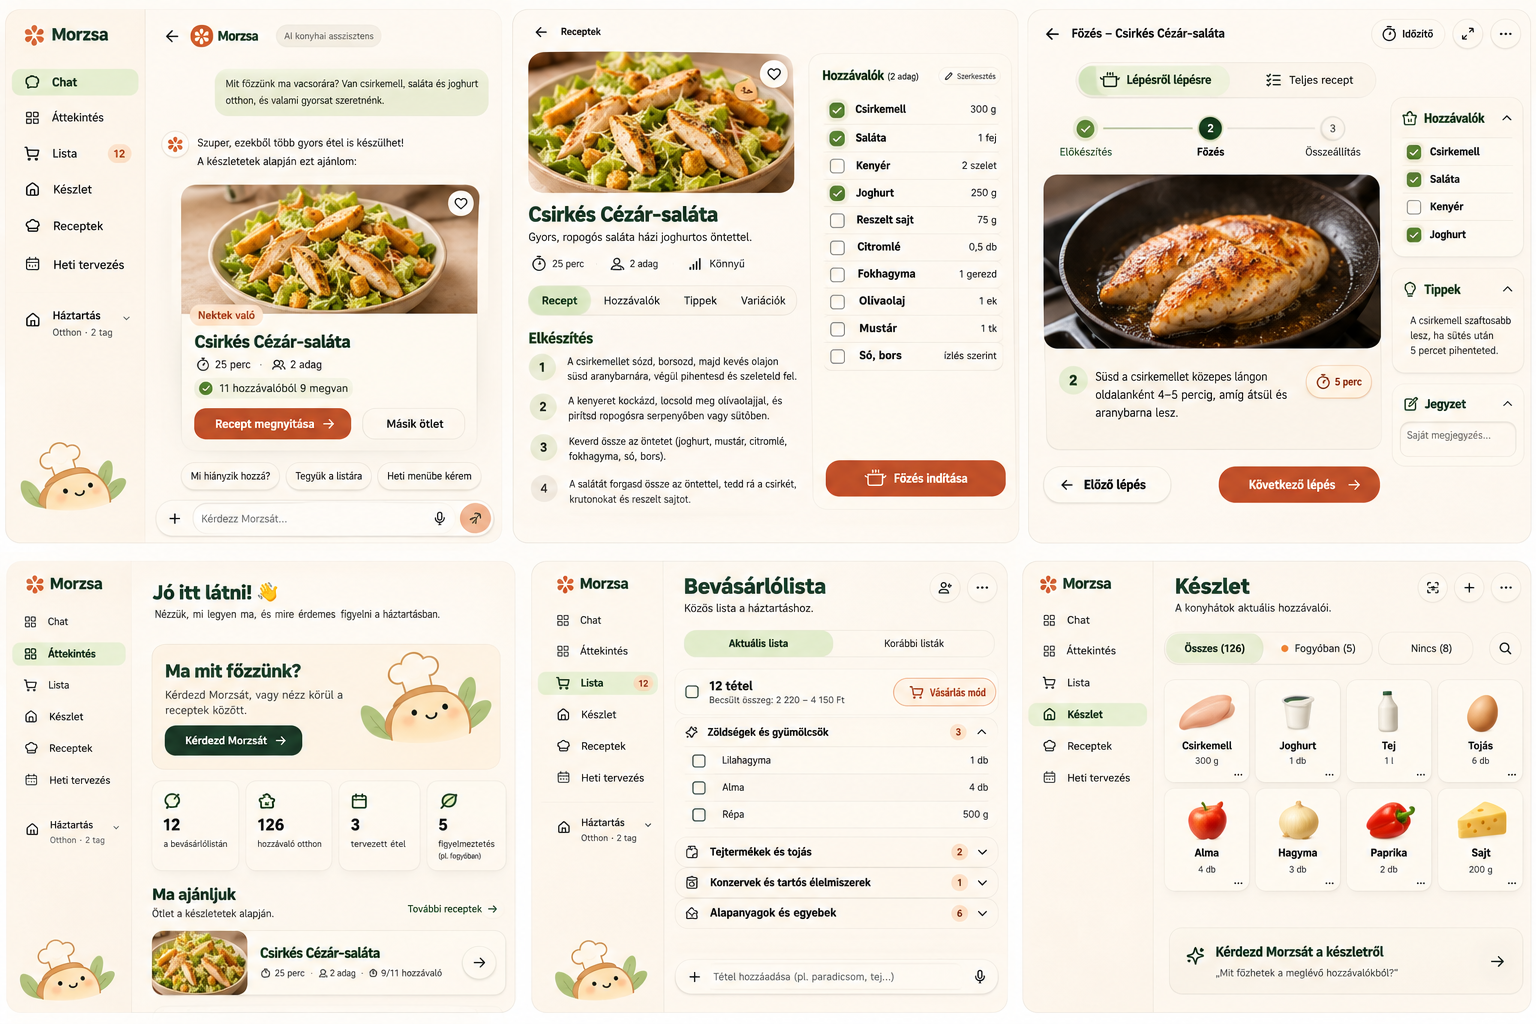 Morzsa
Chat
Áttekintés
Lista
12
Készlet
Receptek
Heti tervezés
Háztartás
Otthon · 2 tag
Morzsa
AI konyhai asszisztens
Mit főzzünk ma vacsorára? Van csirkemell, saláta és joghurt
otthon, és valami gyorsat szeretnénk.
Szuper, ezekből több gyors étel is készülhet!
A készletetek alapján ezt ajánlom:
Nektek való
Csirkés Cézár-saláta
25 perc · 2 adag
11 hozzávalóból 9 megvan
Recept megnyitása
Másik ötlet
Mi hiányzik hozzá?
Tegyük a listára
Heti menübe kérem
Kérdezz Morzsát...
Receptek
Csirkés Cézár-saláta
Gyors, ropogós saláta házi joghurtos öntettel.
25 perc
2 adag
Könnyű
Recept
Hozzávalók
Tippek
Variációk
Elkészítés
1
A csirkemellet sózd, borsozd, majd kevés olajon
süsd aranybarnára, végül pihentesd és szeleteld fel.
2
A kenyeret kockázd, locsold meg olívaolajjal, és
pirítsd ropogósra serpenyőben vagy sütőben.
3
Keverd össze az öntetet (joghurt, mustár, citromlé,
fokhagyma, só, bors).
4
A salátát forgasd össze az öntettel, tedd rá a csirkét,
krutonokat és reszelt sajtot.
Hozzávalók (2 adag)
Szerkesztés
Csirkemell 300 g
Saláta 1 fej
Kenyér 2 szelet
Joghurt 250 g
Reszelt sajt 75 g
Citromlé 0,5 db
Fokhagyma 1 gerezd
Olívaolaj 1 ek
Mustár 1 tk
Só, bors ízlés szerint
Főzés indítása
Főzés – Csirkés Cézár-saláta
Időzítő
Lépésről lépésre
Teljes recept
2
3
Előkészítés
Főzés
Összeállítás
2
Süsd a csirkemellet közepes lángon
oldalanként 4–5 percig, amíg átsül és
aranybarna lesz.
5 perc
Előző lépés
Következő lépés
Hozzávalók
Csirkemell
Saláta
Kenyér
Joghurt
Tippek
A csirkemell szaftosabb
lesz, ha sütés után
5 percet pihenteted.
Jegyzet
Saját megjegyzés...
Morzsa
Chat
Áttekintés
Lista
Készlet
Receptek
Heti tervezés
Háztartás
Otthon · 2 tag
Jó itt látni! 👋
Nézzük, mi legyen ma, és mire érdemes figyelni a háztartásban.
Ma mit főzzünk?
Kérdezd Morzsát, vagy nézz körül a
receptek között.
Kérdezd Morzsát
12
a bevásárlólistán
126
hozzávaló otthon
3
tervezett étel
5
figyelmeztetés
(pl. fogyóban)
Ma ajánljuk
Ötlet a készletetek alapján.
További receptek
Csirkés Cézár-saláta
25 perc · 2 adag · 9/11 hozzávaló
Morzsa
Chat
Áttekintés
Lista
12
Készlet
Receptek
Heti tervezés
Háztartás
Otthon · 2 tag
Bevásárlólista
Közös lista a háztartáshoz.
Aktuális lista
Korábbi listák
12 tétel
Becsült összeg: 2 220 – 4 150 Ft
Vásárlás mód
Zöldségek és gyümölcsök 3
Lilahagyma 1 db
Alma 4 db
Répa 500 g
Tejtermékek és tojás 2
Konzervek és tartós élelmiszerek 1
Alapanyagok és egyebek 6
Tétel hozzáadása (pl. paradicsom, tej...)
Morzsa
Chat
Áttekintés
Lista
Készlet
Receptek
Heti tervezés
Készlet
A konyhátok aktuális hozzávalói.
Összes (126)
Fogyóban (5)
Nincs (8)
Csirkemell
300 g
Joghurt
1 db
Tej
1 l
Tojás
6 db
Alma
4 db
Hagyma
3 db
Paprika
2 db
Sajt
200 g
Kérdezd Morzsát a készletről
„Mit főzhetek a meglévő hozzávalókból?”